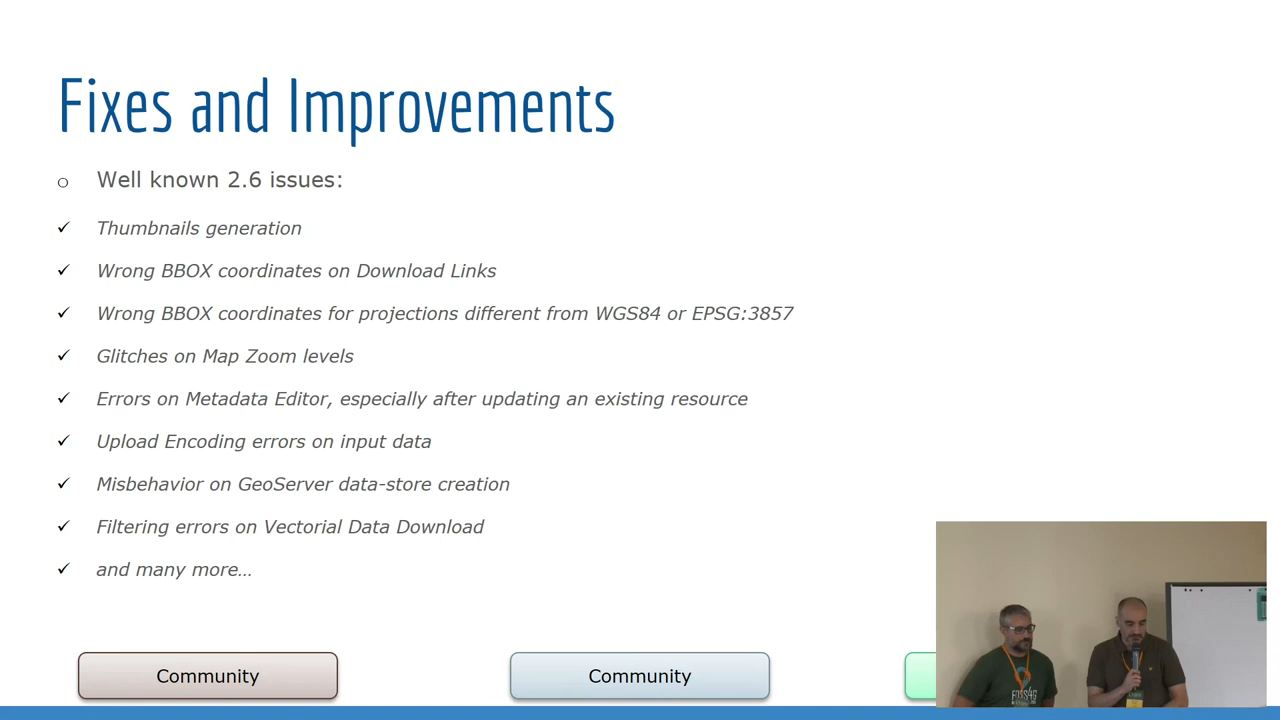 Fixes and Improvements
Well known 2.6 issues:
Thumbnails generation
Wrong BBOX coordinates on Download Links
Wrong BBOX coordinates for projections different from WGS84 or EPSG:3857
Glitches on Map Zoom levels
Errors on Metadata Editor, especially after updating an existing resource
Upload Encoding errors on input data
Misbehavior on GeoServer data-store creation
Filtering errors on Vectorial Data Download
and many more…
Community
Community
FOSS4G